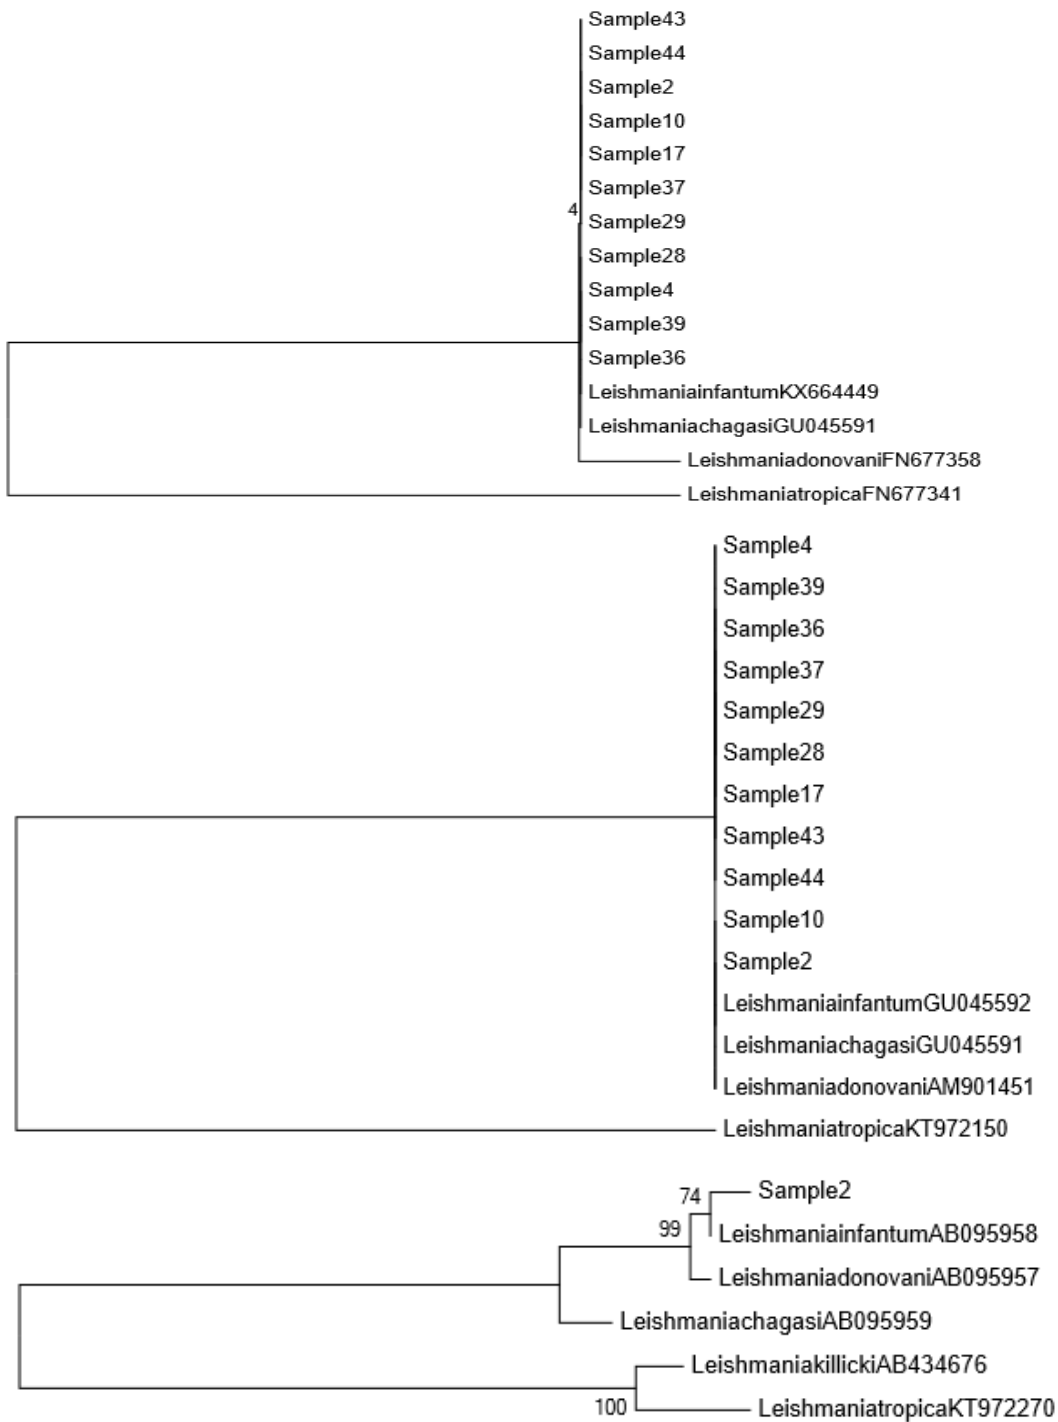 Sample43
Sample44
Sample2
Sample10
Sample17
Sample37
4
Sample29
Sample28
Sample4
Sample39
Sample36
LeishmaniainfantumKX664449
LeishmaniachagasiGU045591
LeishmaniadonovaniFN677358
LeishmaniatropicaFN677341
Sample4
Sample39
Sample36
Sample37
Sample29
Sample28
Sample17
Sample43
Sample44
Sample10
Sample2
LeishmaniainfantumGU045592
LeishmaniachagasiGU045591
LeishmaniadonovaniAM901451
LeishmaniatropicaKT972150
74 Sample2
99 LeishmaniainfantumAB095958
LeishmaniadonovaniAB095957
LeishmaniachagasiAB095959
LeishmaniakillickiAB434676
100 LeishmaniatropicaKT972270